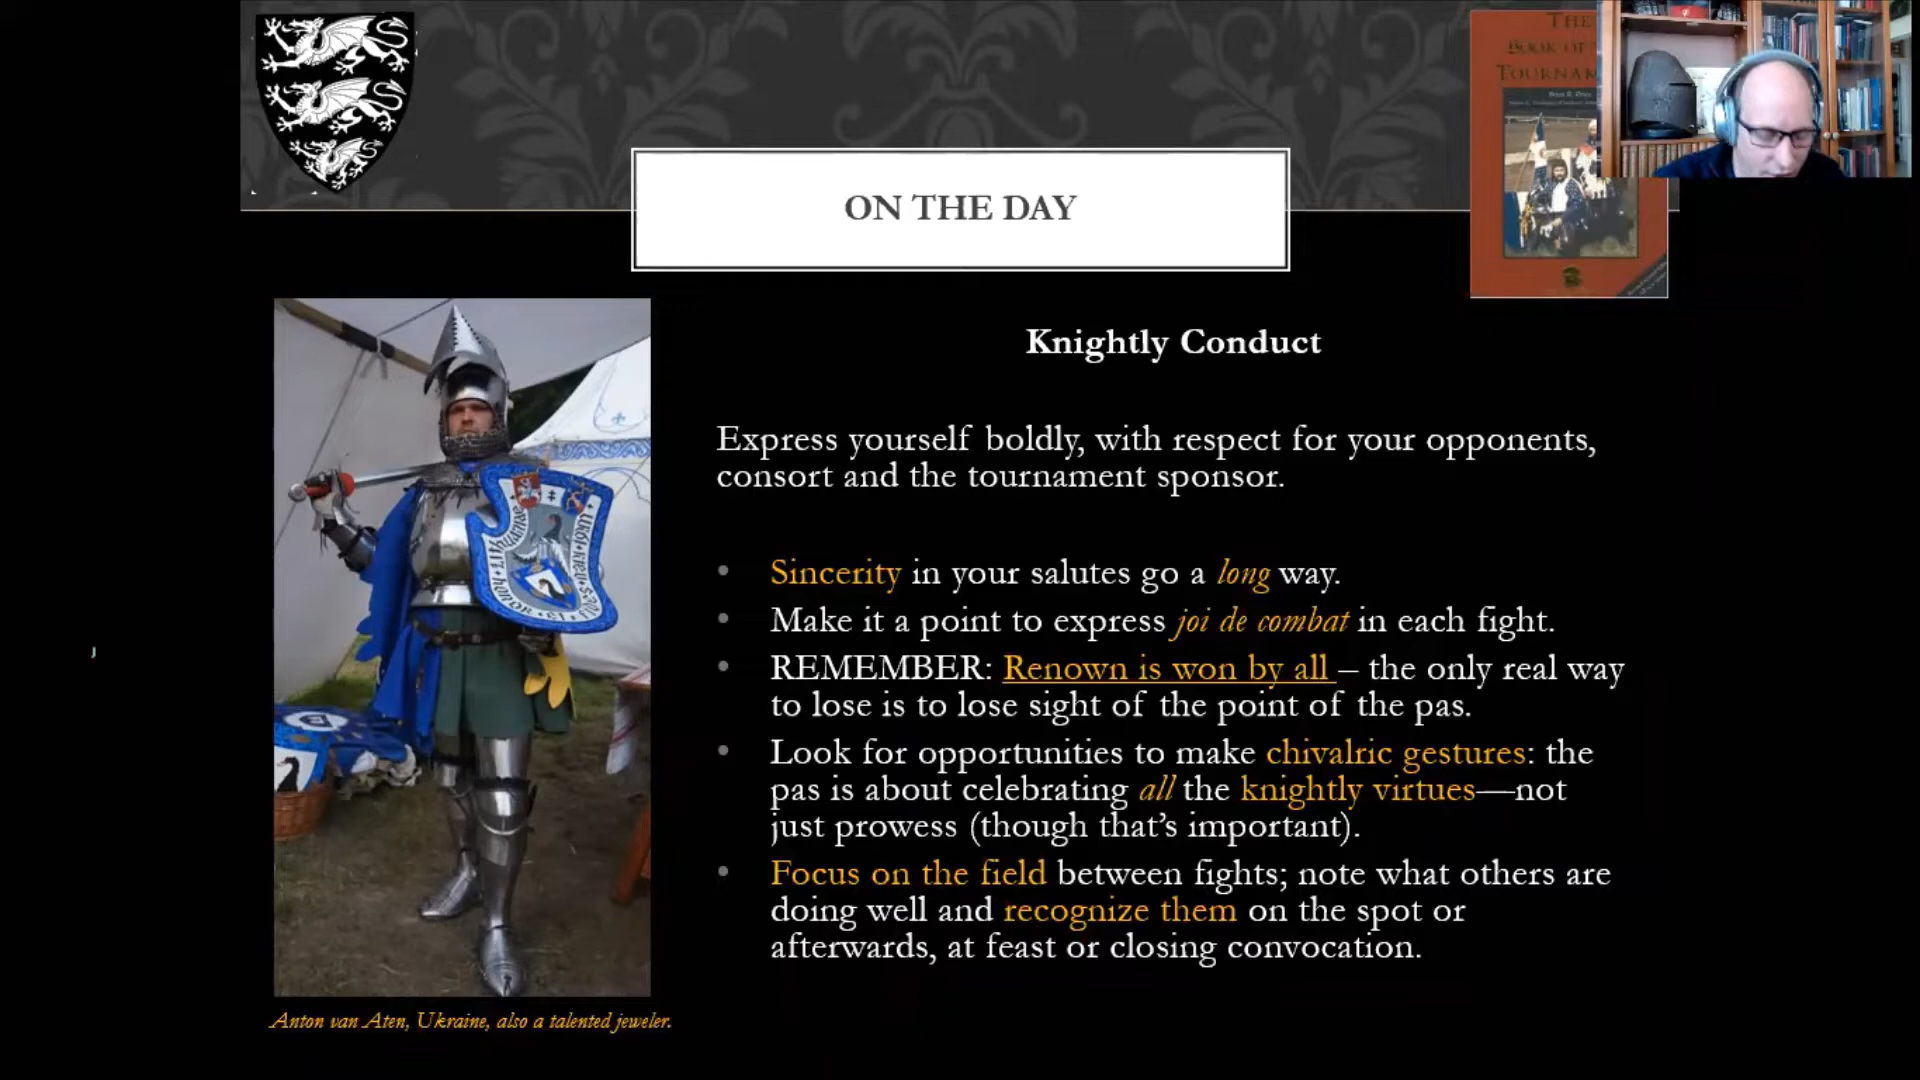 THE
BOOK OF
TOURNAM
ON THE DAY
Knightly Conduct
Express yourself boldly, with respect for your opponents,
consort and the tournament sponsor.
• Sincerity in your salutes go a long way.
• Make it a point to express joi de combat in each fight.
• REMEMBER: Renown is won by all – the only real way
to lose is to lose sight of the point of the pas.
• Look for opportunities to make chivalric gestures: the
pas is about celebrating all the knightly virtues—not
just prowess (though that's important).
• Focus on the field between fights; note what others are
doing well and recognize them on the spot or
afterwards, at feast or closing convocation.
Anton van Aten, Ukraine, also a talented jeweler.